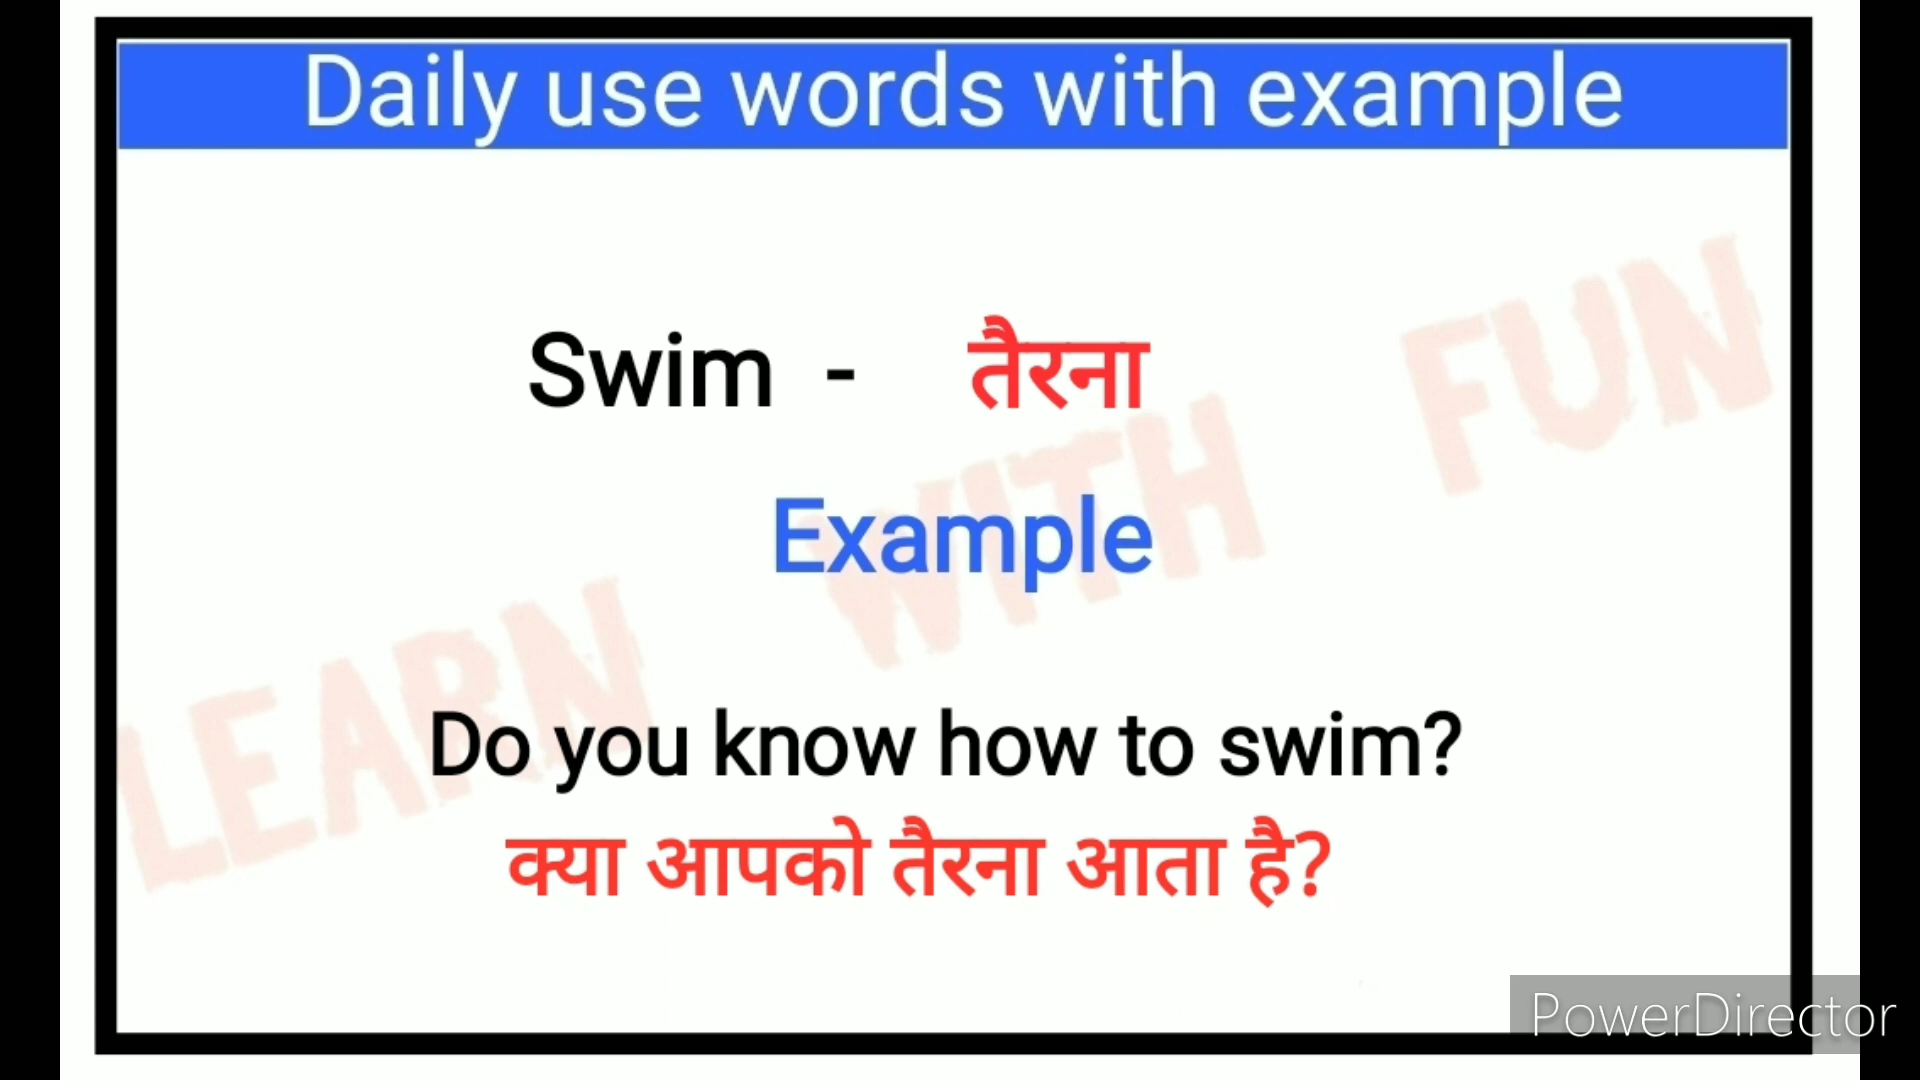 Daily use words with example
Swim - तैरना
Example
Do you know how to swim?
क्या आपको तैरना आता है?
LEARN WITH FUN
PowerDirector